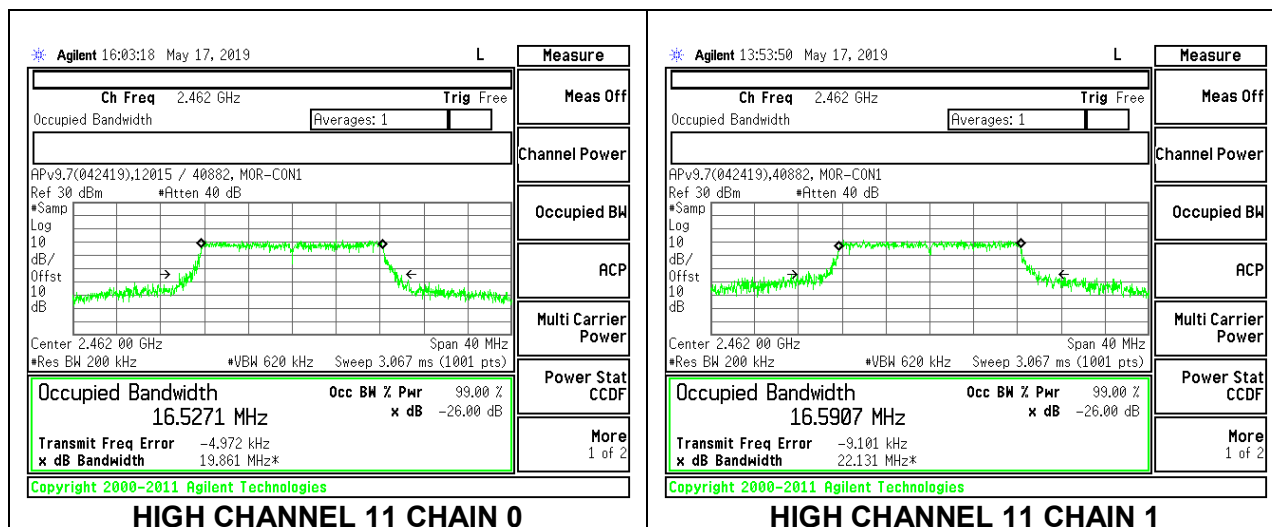 Agilent 16:03:18 May 17, 2019 L
Measure
Ch Freq 2.462 GHz Trig Free
Occupied Bandwidth Averages: 1
APv9.7(042419),12015 / 40882, MOR-CON1
Ref 30 dBm #Atten 40 dB
#Samp
Log
10
dB/
Offst
10
dB
Center 2.462 00 GHz Span 40 MHz
#Res BW 200 kHz #VBW 620 kHz Sweep 3.067 ms (1001 pts)
Occupied Bandwidth Occ BW % Pwr 99.00 %
16.5271 MHz x dB -26.00 dB
Transmit Freq Error -4.972 kHz
x dB Bandwidth 19.861 MHz*
Copyright 2000-2011 Agilent Technologies
Meas Off
Channel Power
Occupied BW
ACP
Multi Carrier
Power
Power Stat
CCDF
More
1 of 2
HIGH CHANNEL 11 CHAIN 0
Agilent 13:53:50 May 17, 2019 L
Measure
Ch Freq 2.462 GHz Trig Free
Occupied Bandwidth Averages: 1
APv9.7(042419),40882, MOR-CON1
Ref 30 dBm #Atten 40 dB
#Samp
Log
10
dB/
Offst
10
dB
Center 2.462 00 GHz Span 40 MHz
#Res BW 200 kHz #VBW 620 kHz Sweep 3.067 ms (1001 pts)
Occupied Bandwidth Occ BW % Pwr 99.00 %
16.5907 MHz x dB -26.00 dB
Transmit Freq Error -9.101 kHz
x dB Bandwidth 22.131 MHz*
Copyright 2000-2011 Agilent Technologies
Meas Off
Channel Power
Occupied BW
ACP
Multi Carrier
Power
Power Stat
CCDF
More
1 of 2
HIGH CHANNEL 11 CHAIN 1